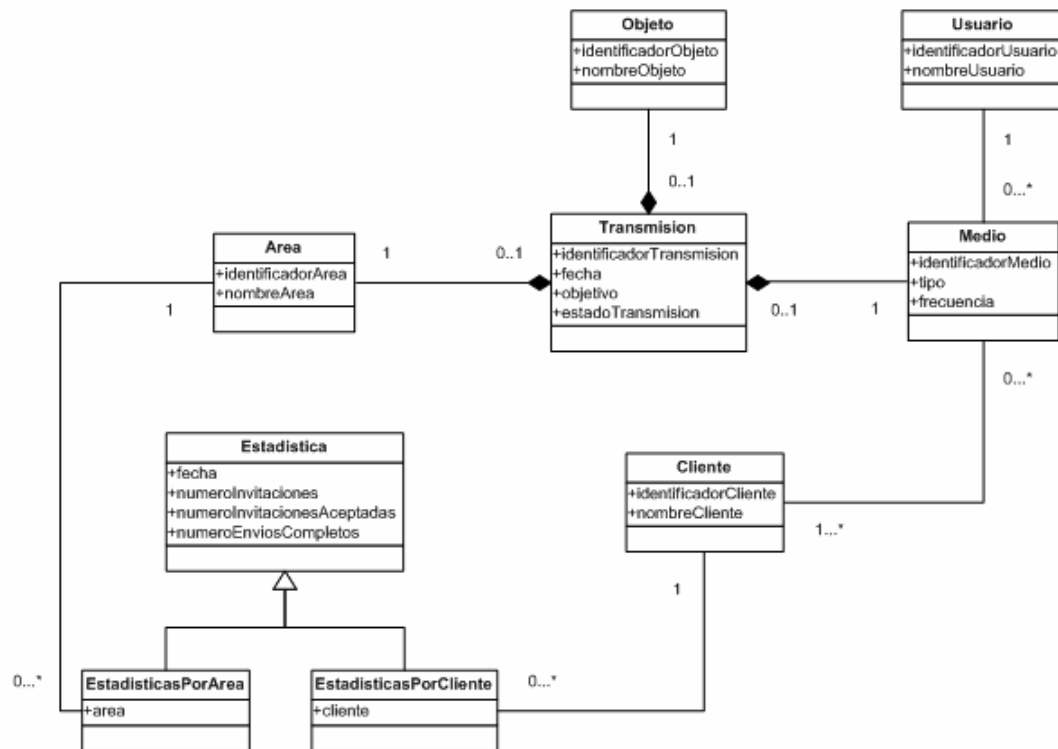 Objeto
+identificadorObjeto
+nombreObjeto
Usuario
+identificadorUsuario
+nombreUsuario
1
0..1
1
0...*
Area
+identificadorArea
+nombreArea
1
0..1
Transmision
+identificadorTransmision
+fecha
+objetivo
+estadoTransmision
0..1
1
Medio
+identificadorMedio
+tipo
+frecuencia
1
0...*
Estadistica
+fecha
+numeroInvitaciones
+numeroInvitacionesAceptadas
+numeroEnviosCompletos
Cliente
+identificadorCliente
+nombreCliente
1...*
1
0...*
EstadisticasPorArea
+area
EstadisticasPorCliente
+cliente
0...*